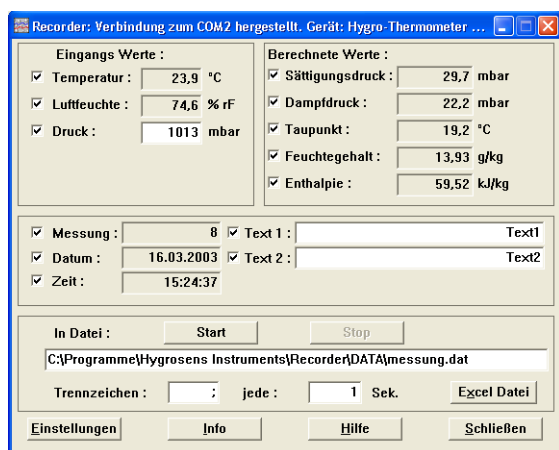 Recorder: Verbindung zum COM2 hergestellt. Gerät: Hygro-Thermometer ...
Eingangs Werte :
Temperatur : 23,9 °C
Luftfeuchte : 74,6 % rF
Druck : 1013 mbar
Berechnete Werte :
Sättigungsdruck : 29,7 mbar
Dampfdruck : 22,2 mbar
Taupunkt : 19,2 °C
Feuchtegehalt : 13,93 g/kg
Enthalpie : 59,52 kJ/kg
Messung : 8 Text 1 : Text1
Datum : 16.03.2003 Text 2 : Text2
Zeit : 15:24:37
In Datei : Start Stop
C:\Programme\Hygrosens Instruments\Recorder\DATA\messung.dat
Trennzeichen : ; jede : 1 Sek. Excel Datei
Einstellungen Info Hilfe Schließen